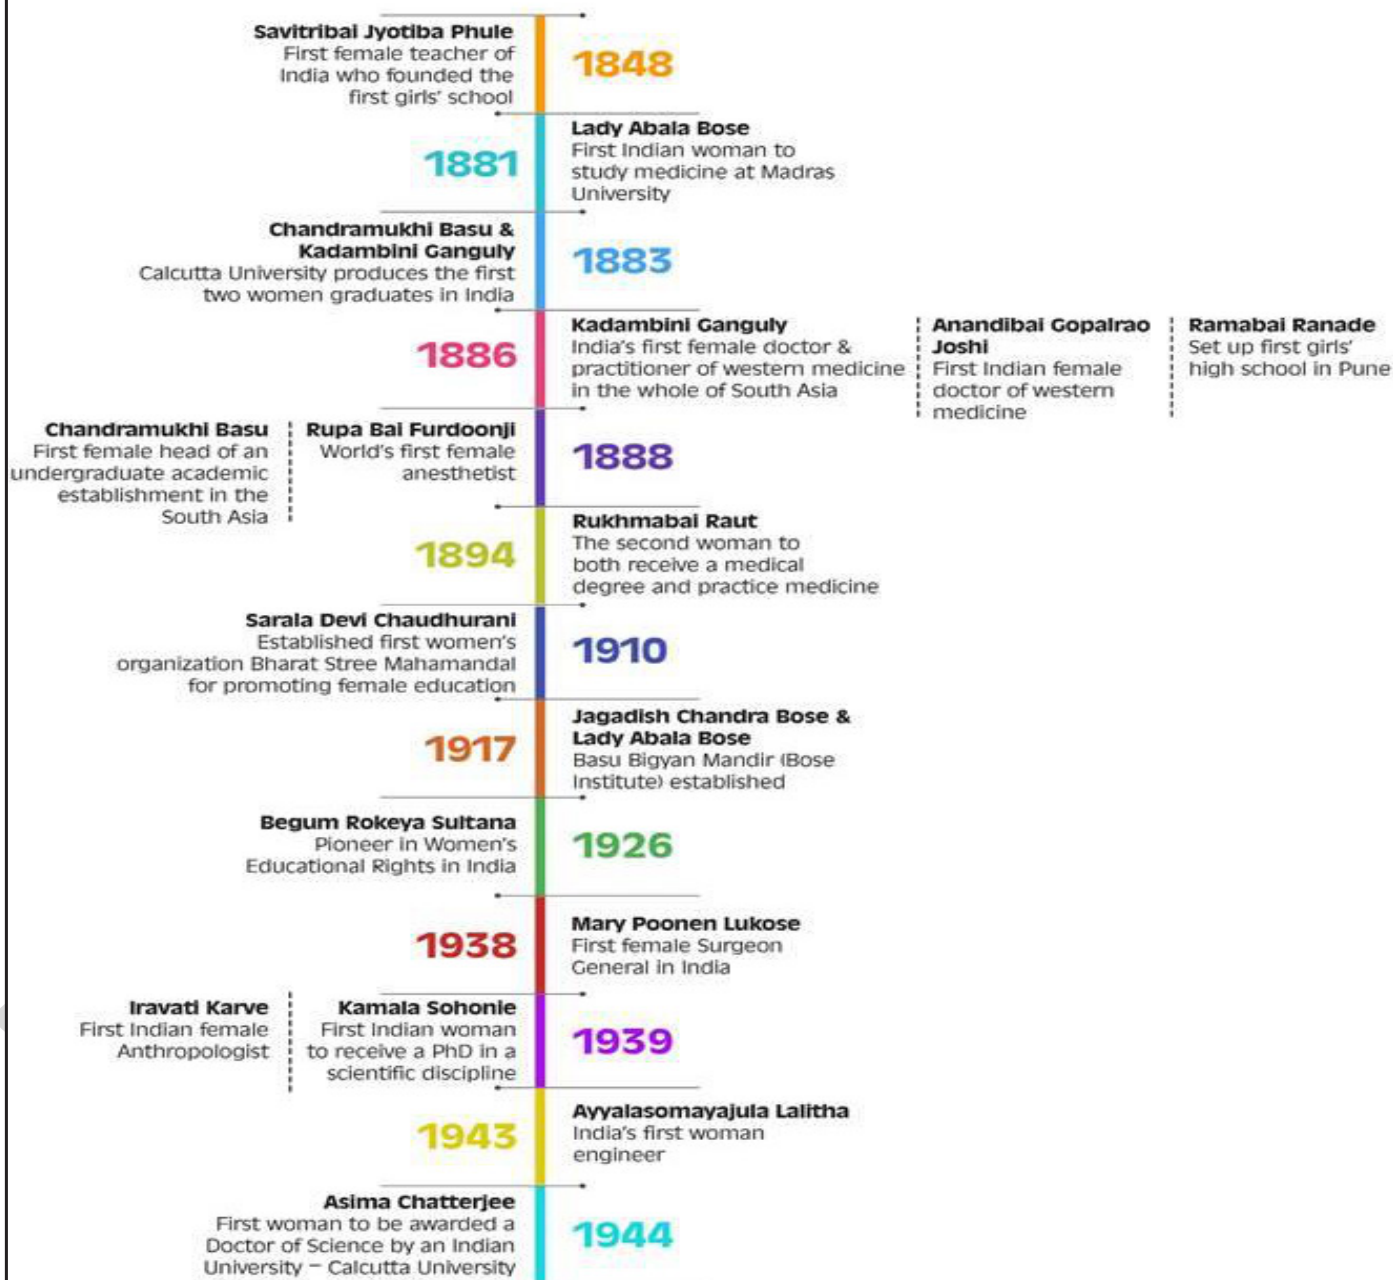 Savitribai Jyotiba Phule
First female teacher of
India who founded the
first girls' school
1848
1881
Lady Abala Bose
First Indian woman to
study medicine at Madras
University
Chandramukhi Basu &
Kadambini Ganguly
Calcutta University produces the first
two women graduates in India
1883
1886
Kadambini Ganguly
India's first female doctor &
practitioner of western medicine
in the whole of South Asia
Anandibai Gopalrao
Joshi
First Indian female
doctor of western
medicine
Ramabai Ranade
Set up first girls'
high school in Pune
Chandramukhi Basu
First female head of an
undergraduate academic
establishment in the
South Asia
Rupa Bai Furdoonji
World's first female
anesthetist
1888
1894
Rukhmabai Raut
The second woman to
both receive a medical
degree and practice medicine
Sarala Devi Chaudhurani
Established first women's
organization Bharat Stree Mahamandal
for promoting female education
1910
1917
Jagadish Chandra Bose &
Lady Abala Bose
Basu Bigyan Mandir (Bose
Institute) established
Begum Rokeya Sultana
Pioneer in Women's
Educational Rights in India
1926
1938
Mary Poonen Lukose
First female Surgeon
General in India
Iravati Karve
First Indian female
Anthropologist
Kamala Sohonie
First Indian woman
to receive a PhD in a
scientific discipline
1939
1943
Ayyalasomayajula Lalitha
India's first woman
engineer
Asima Chatterjee
First woman to be awarded a
Doctor of Science by an Indian
University – Calcutta University
1944